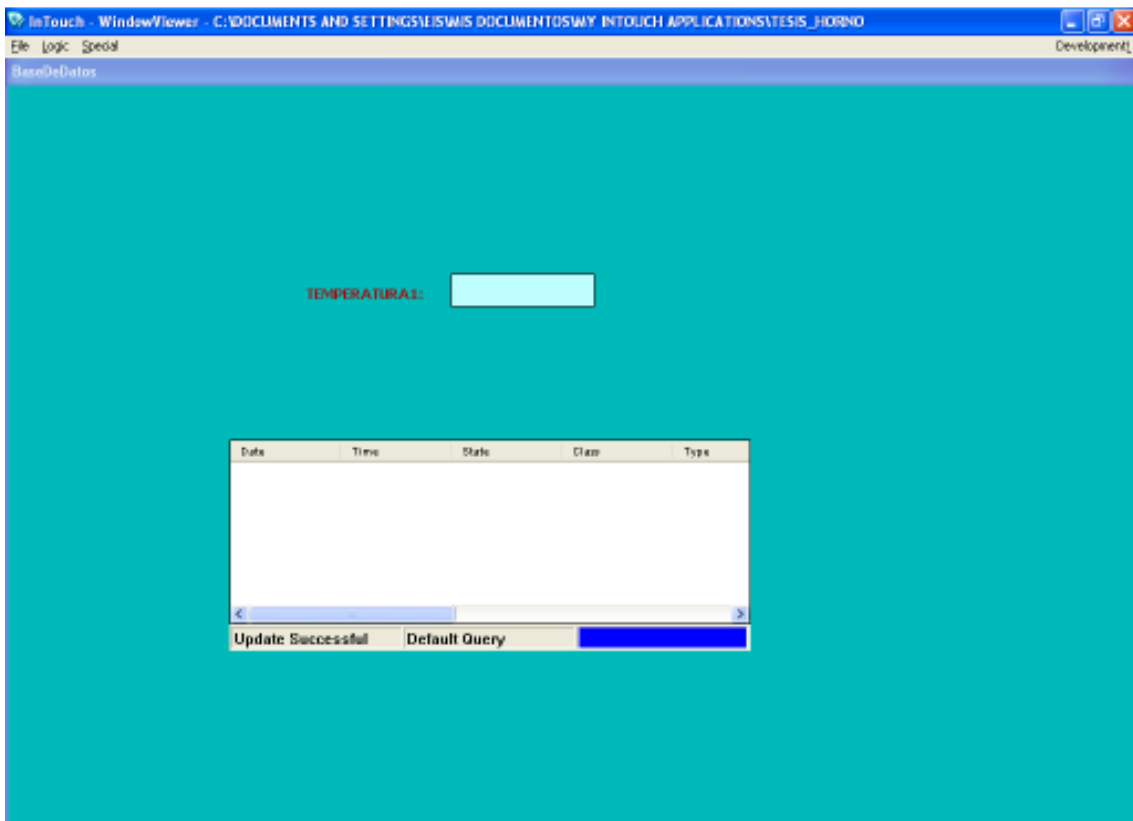 InTouch - WindowViewer - C:\DOCUMENTS AND SETTINGS\EIS\MIS DOCUMENTOS\MY INTOUCH APPLICATIONS\TESIS_HORNO
File Logic Special Development!
BaseDeDatos
TEMPERATURA1:
Date Time State Class Type
Update Successful Default Query